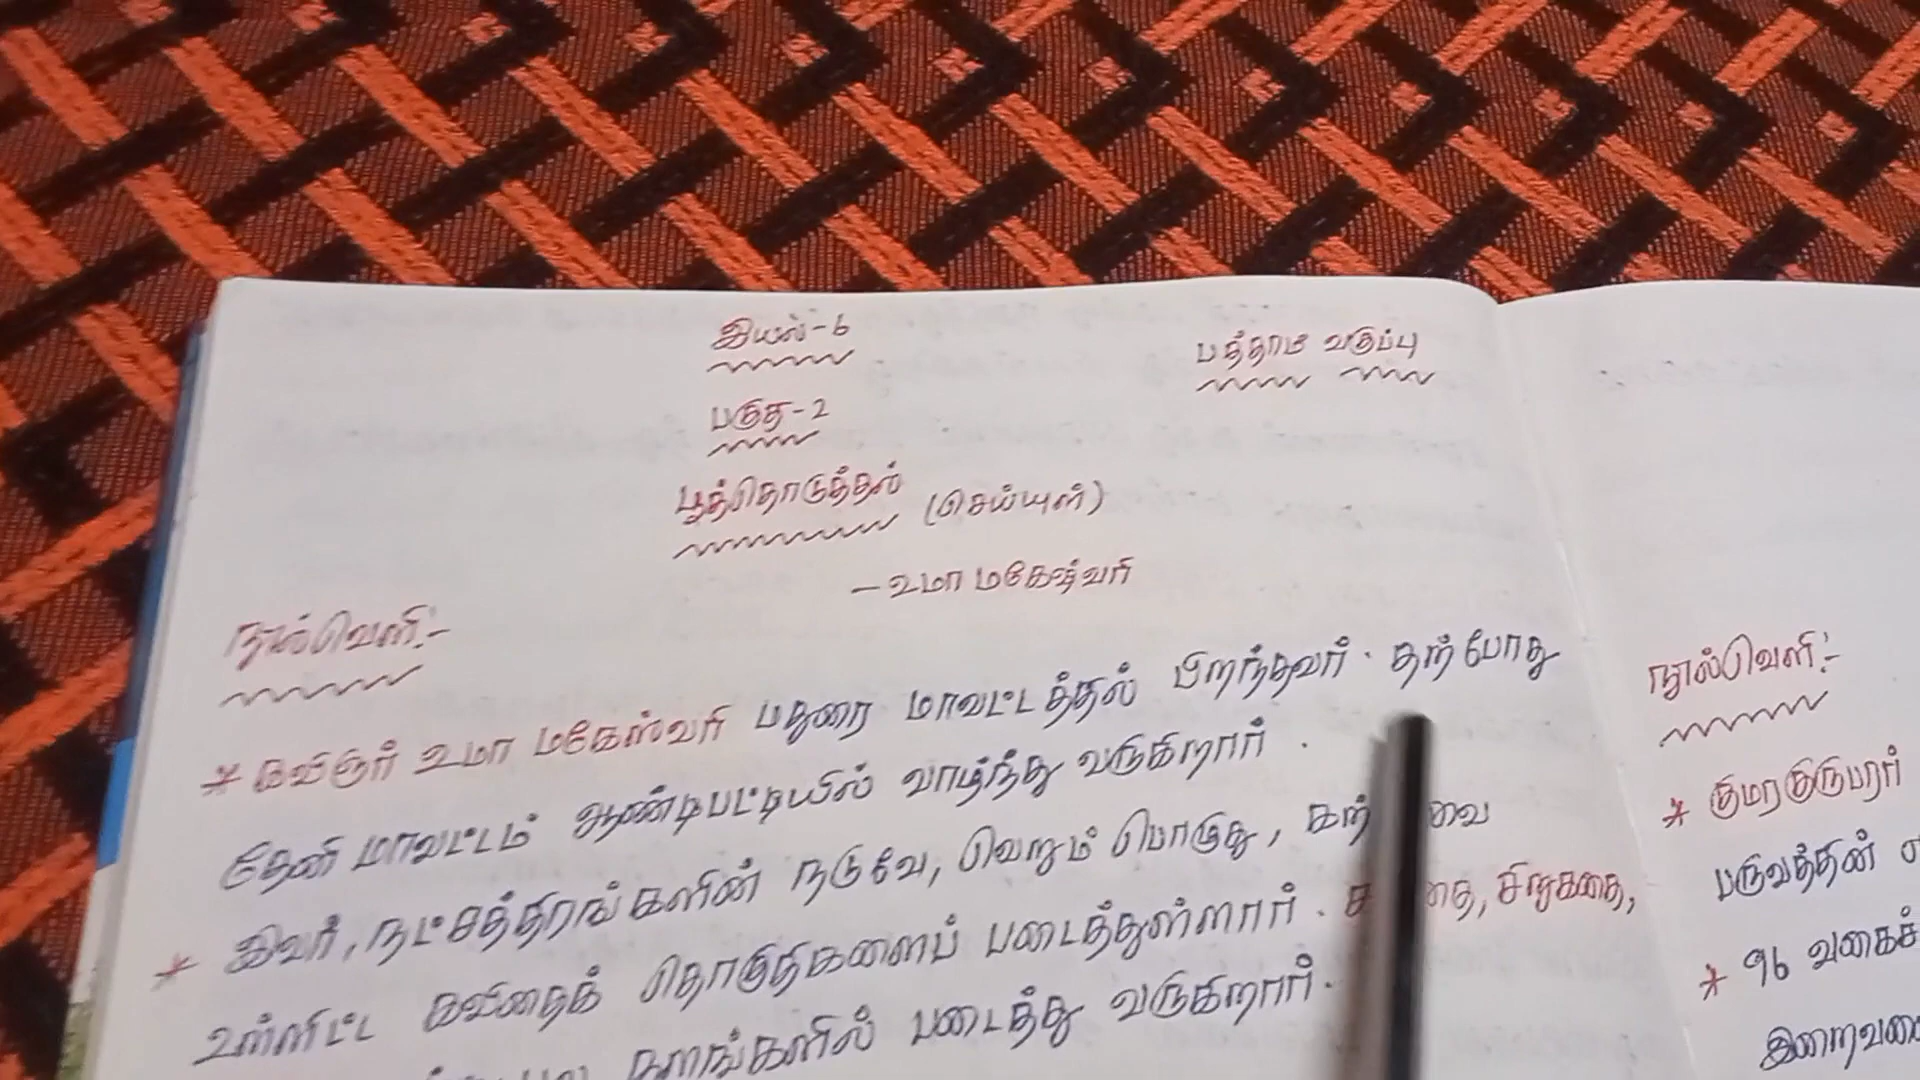 இயல்-6
பத்தாம் வகுப்பு
பகுதி-2
பூத்தொடுத்தல் (செய்யுள்)
-உமா மகேஷ்வரி
நூல்வெளி:-
* கவிஞர் உமா மகேஸ்வரி மதுரை மாவட்டத்தில் பிறந்தவர். தற்போது
தேனி மாவட்டம் ஆண்டிபட்டியில் வாழ்ந்து வருகிறார்.
* இவர், நட்சத்திரங்களின் நடுவே, வெறும் பொழுது,
உள்ளிட்ட கவிதைத் தொகுதிகளைப் படைத்துள்ளார். சிறுகதை,
தளங்களில் படைத்து வருகிறார்.
நூல்வெளி:-
* குமரகுருபரர்
பருவத்தின்
* 96 வகைச்